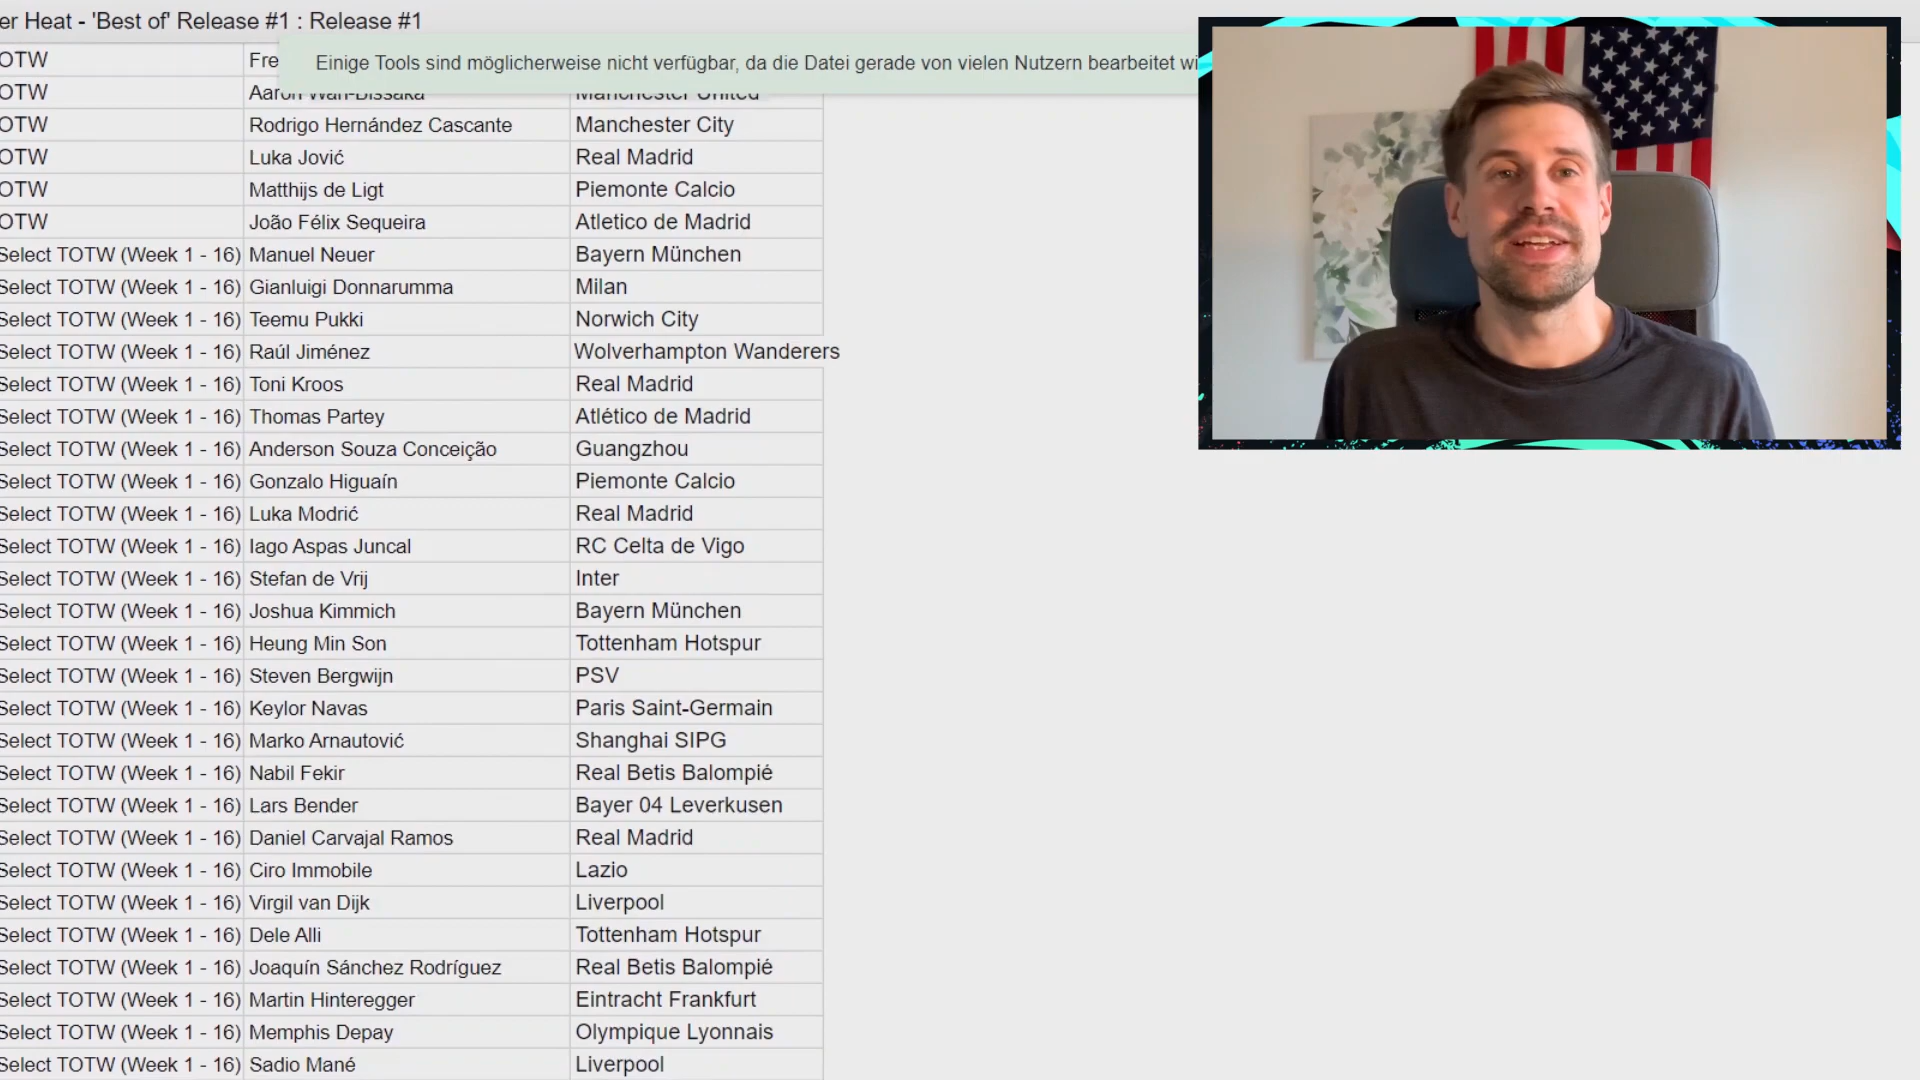 er Heat - 'Best of' Release #1 : Release #1
Einige Tools sind möglicherweise nicht verfügbar, da die Datei gerade von vielen Nutzern bearbeitet wi
OTW Fre
OTW Aaron Wan-Bissaka Manchester United
OTW Rodrigo Hernández Cascante Manchester City
OTW Luka Jović Real Madrid
OTW Matthijs de Ligt Piemonte Calcio
OTW João Félix Sequeira Atletico de Madrid
Select TOTW (Week 1 - 16) Manuel Neuer Bayern München
Select TOTW (Week 1 - 16) Gianluigi Donnarumma Milan
Select TOTW (Week 1 - 16) Teemu Pukki Norwich City
Select TOTW (Week 1 - 16) Raúl Jiménez Wolverhampton Wanderers
Select TOTW (Week 1 - 16) Toni Kroos Real Madrid
Select TOTW (Week 1 - 16) Thomas Partey Atlético de Madrid
Select TOTW (Week 1 - 16) Anderson Souza Conceição Guangzhou
Select TOTW (Week 1 - 16) Gonzalo Higuaín Piemonte Calcio
Select TOTW (Week 1 - 16) Luka Modrić Real Madrid
Select TOTW (Week 1 - 16) Iago Aspas Juncal RC Celta de Vigo
Select TOTW (Week 1 - 16) Stefan de Vrij Inter
Select TOTW (Week 1 - 16) Joshua Kimmich Bayern München
Select TOTW (Week 1 - 16) Heung Min Son Tottenham Hotspur
Select TOTW (Week 1 - 16) Steven Bergwijn PSV
Select TOTW (Week 1 - 16) Keylor Navas Paris Saint-Germain
Select TOTW (Week 1 - 16) Marko Arnautović Shanghai SIPG
Select TOTW (Week 1 - 16) Nabil Fekir Real Betis Balompié
Select TOTW (Week 1 - 16) Lars Bender Bayer 04 Leverkusen
Select TOTW (Week 1 - 16) Daniel Carvajal Ramos Real Madrid
Select TOTW (Week 1 - 16) Ciro Immobile Lazio
Select TOTW (Week 1 - 16) Virgil van Dijk Liverpool
Select TOTW (Week 1 - 16) Dele Alli Tottenham Hotspur
Select TOTW (Week 1 - 16) Joaquín Sánchez Rodríguez Real Betis Balompié
Select TOTW (Week 1 - 16) Martin Hinteregger Eintracht Frankfurt
Select TOTW (Week 1 - 16) Memphis Depay Olympique Lyonnais
Select TOTW (Week 1 - 16) Sadio Mané Liverpool